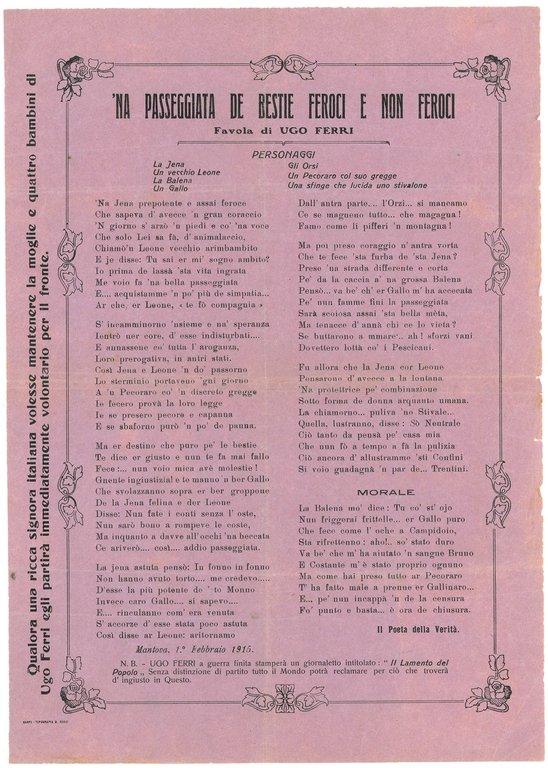 'NA PASSEGGIATA DE BESTIE FEROCI E NON FEROCI
Favola di UGO FERRI
PERSONAGGI
La Jena
Un vecchio Leone
La Balena
Un Gallo
Gli Orsi
Un Pecoraro col suo gregge
Una sfinge che lucida uno stivalone
'Na Jena prepotente e assai feroce
Che sapeva d' avecce 'n gran coraccio
'N giorno s' arzò 'n piedi e co' 'na voce
Che solo Lei sa fà, d' animalaccio,
Chiamò'n Leone vecchio arimbambito
E je disse: Tu sai er mi' sogno ambito?
Io prima de lassà 'sta vita ingrata
Me voio fa 'na bella passeggiata
E.... acquistumme 'n po' più de simpatia...
Ar che, er Leone, « te fò compagnia »
S' incamminorno 'nsieme e na' speranza
Ientrò ner core, d' esse indisturbati....
E annassene co' tutta l' aroganza,
Loro prerogativa, in antri stati.
Così Jena e Leone 'n do' passorno
Lo sterminio portaveno 'gni giorno
A 'n Pecoraro co' 'n discreto gregge
Ie fecero provà la loro legge
Ie se presero pecore e capanna
E se sbaforno purò 'n po' de panna.
Ma er destino che puro pe' le bestie
Te dice er giusto e nun te fa mai fallo
Fece:... nun voio mica avè molestie!
Gnente ingiustizie! e to manno 'n ber Gallo
Che svolazzanno sopra er ber groppone
De la Jena felina e der Leone
Disse: Nun fate i conti senza l' oste,
Nun sarò bono a rompeve le coste,
Ma inquanto a davve all'occhi 'na beccata
Ce ariverò.... così.... addio passeggiata.
La jena astuta pensò: In fonno in fonno
Non hanno avuto torto.... me credevo.....
D'esse la più potente de ' to Monno
Invece caro Gallo.... si sapevo....
E.... rinculanno com' era venuta
S' accorze d' esse stata poco astuta
Così disse ar Leone: aritornamo
Dall' antra parte.... l'Orzi... si mancamo
Ce se magneno tutto... che magagna!
Famo come li pifferi 'n montagna!
Ma poi preso coraggio n' antra vorta
Che te fece 'sta furba de 'sta Jena?
Prese 'na strada differente e corta
Pe' dà la caccia a' na grossa Balena
Pensò... va be' ch' er Gallo m' ha accecata
Pe' nun famme fini la passeggiata
Sarà scoiosa assai 'sta bella mèta,
Ma tenacce d' annà chi ce lo vieta?
Se buttarono a mmare... ah! sforzi vani
Dovettero lottà co' i Pescicani.
Fu allora che la Jena cor Leone
Pensarono d' avecce a la lontana
'Na protettrice pe' combinazione
Sotto forma de donna arquanto umana.
La chiamorno... puliva 'no Stivale...
Quella, lustranno, disse: Sò Neutrale
Ciò tanto da pensà pe' casa mia
Che nun fò a tempo a fà la pulizia
Ciò ancora d' allustramme 'sti Confini
Si voio guadagnà 'n par de... Trentini.
MORALE
La Balena mo' dice: Tu co' st' ojo
Nun friggerai frittolle... er Gallo puro
Che fece come l' oche a Campidoio,
Sta rifrettenno: aho!.. so' stato duro
Va be' che m' ha aiutato 'n sangue Bruno
E Costante m' è stato proprio ognuno
Ma come hai preso tutto ar Pecoraro
T' ha fatto male a prenne er Gallinaro...
E... pe' nun incappà 'n de la censura
Fo' punto e basta... è ora de chisura.
Il Poeta della Verità.
Mantova, 1.° Febbraio 1915.
N. B. - UGO FERRI a guerra finita stamperà un giornaletto intitolato: " Il Lamento del
Popolo „ Senza distinzione di partito tutto il Mondo potrà reclamare per ciò che troverà
d' ingiusto in Questo.
Qualora una ricca signora italiana volesse mantenere la moglie e quattro bambini di
Ugo Ferri egli partirà immediatamente volontario per il fronte.